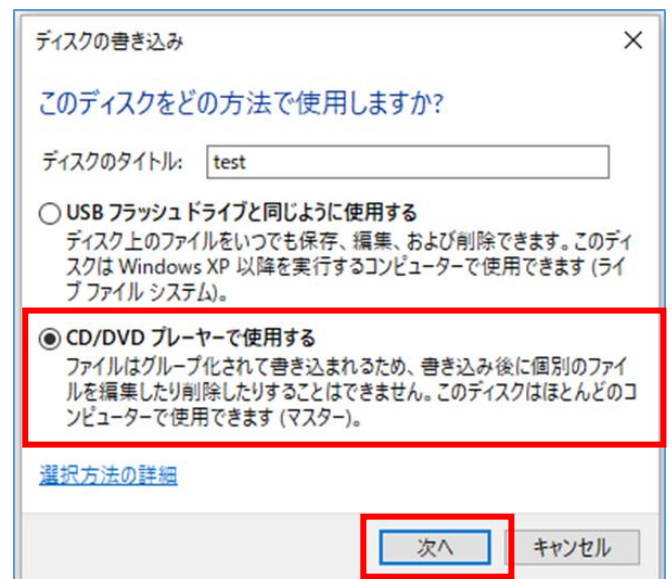 ディスクの書き込み
このディスクをどの方法で使用しますか?
ディスクのタイトル: test
USB フラッシュドライブと同じように使用する
ディスク上のファイルをいつでも保存、編集、および削除できます。このディ
スクは Windows XP 以降を実行するコンピューターで使用できます (ライ
ブ ファイル システム)。
CD/DVD プレーヤーで使用する
ファイルはグループ化されて書き込まれるため、書き込み後に個別のファイ
ルを編集したり削除したりすることはできません。このディスクはほとんどのコ
ンピューターで使用できます (マスター)。
選択方法の詳細
次へ キャンセル